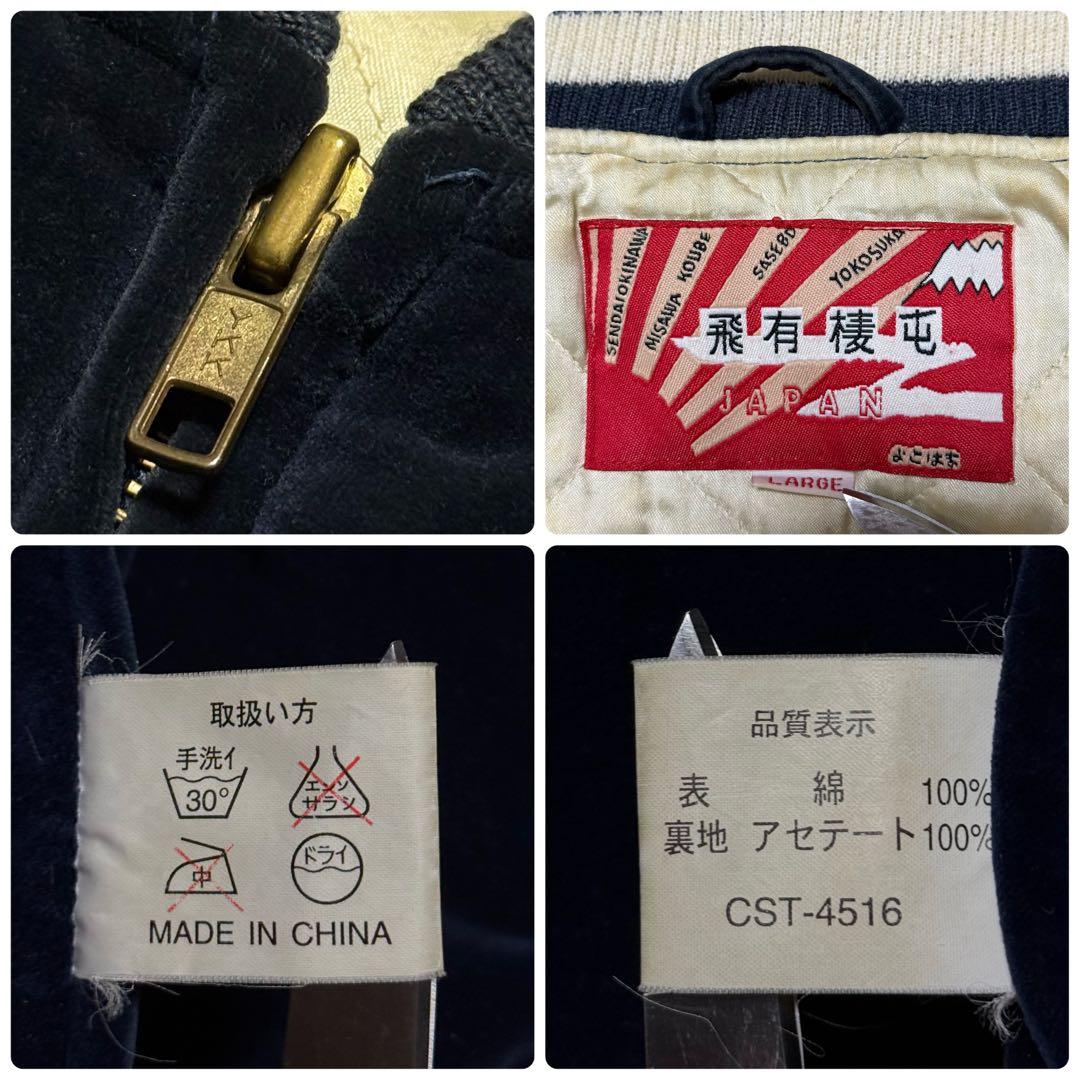 YKK
SENDAI OKINAWA
MISAWA KOUBE
SASEBO
YOKOSUKA
飛有棲屯
JAPAN
よこはま
LARGE
取扱い方
手洗イ
30°
エンソ
サラシ
中
ドライ
MADE IN CHINA
品質表示
表 綿 100%
裏地 アセテート 100%
CST-4516